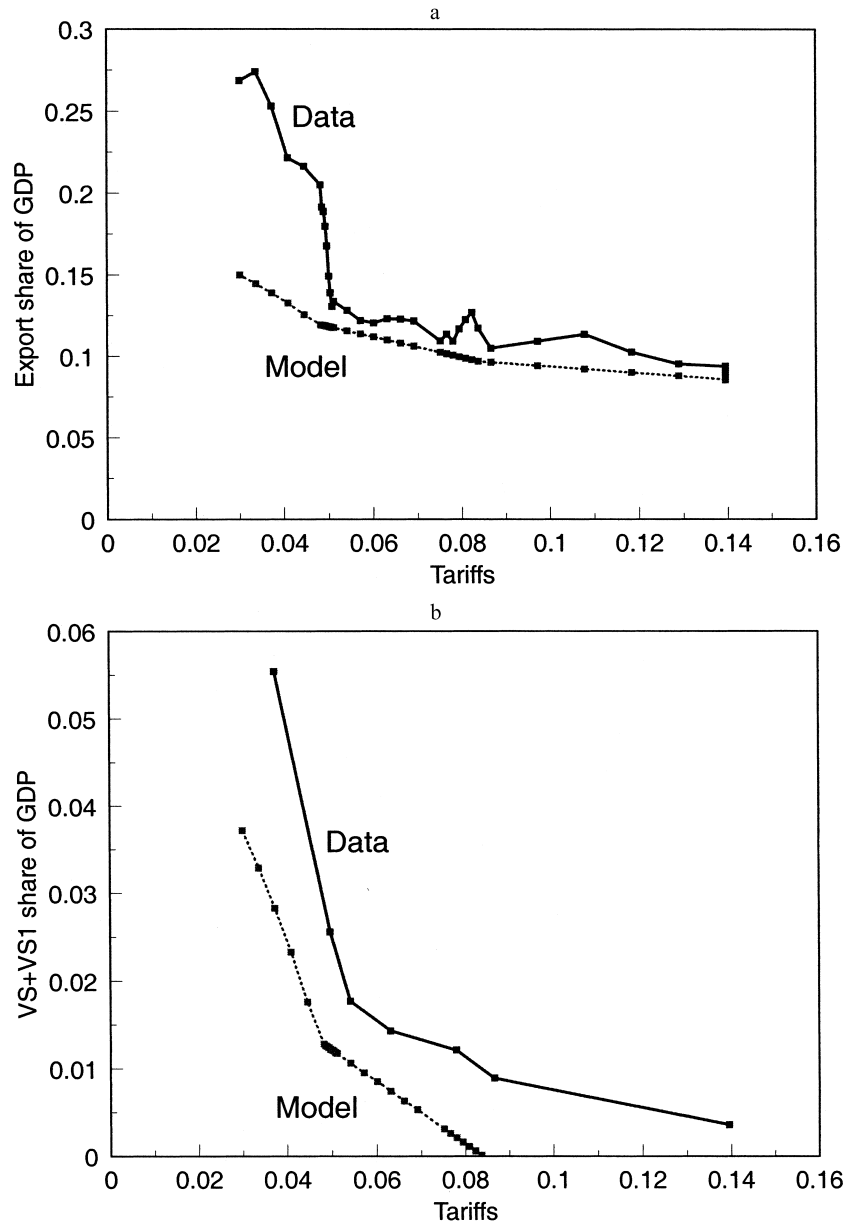 a
0.3
0.25
0.2
0.15
0.1
0.05
0
Export share of GDP
Data
Model
0 0.02 0.04 0.06 0.08 0.1 0.12 0.14 0.16
Tariffs
b
0.06
0.05
0.04
0.03
0.02
0.01
0
VS+VS1 share of GDP
Data
Model
0 0.02 0.04 0.06 0.08 0.1 0.12 0.14 0.16
Tariffs